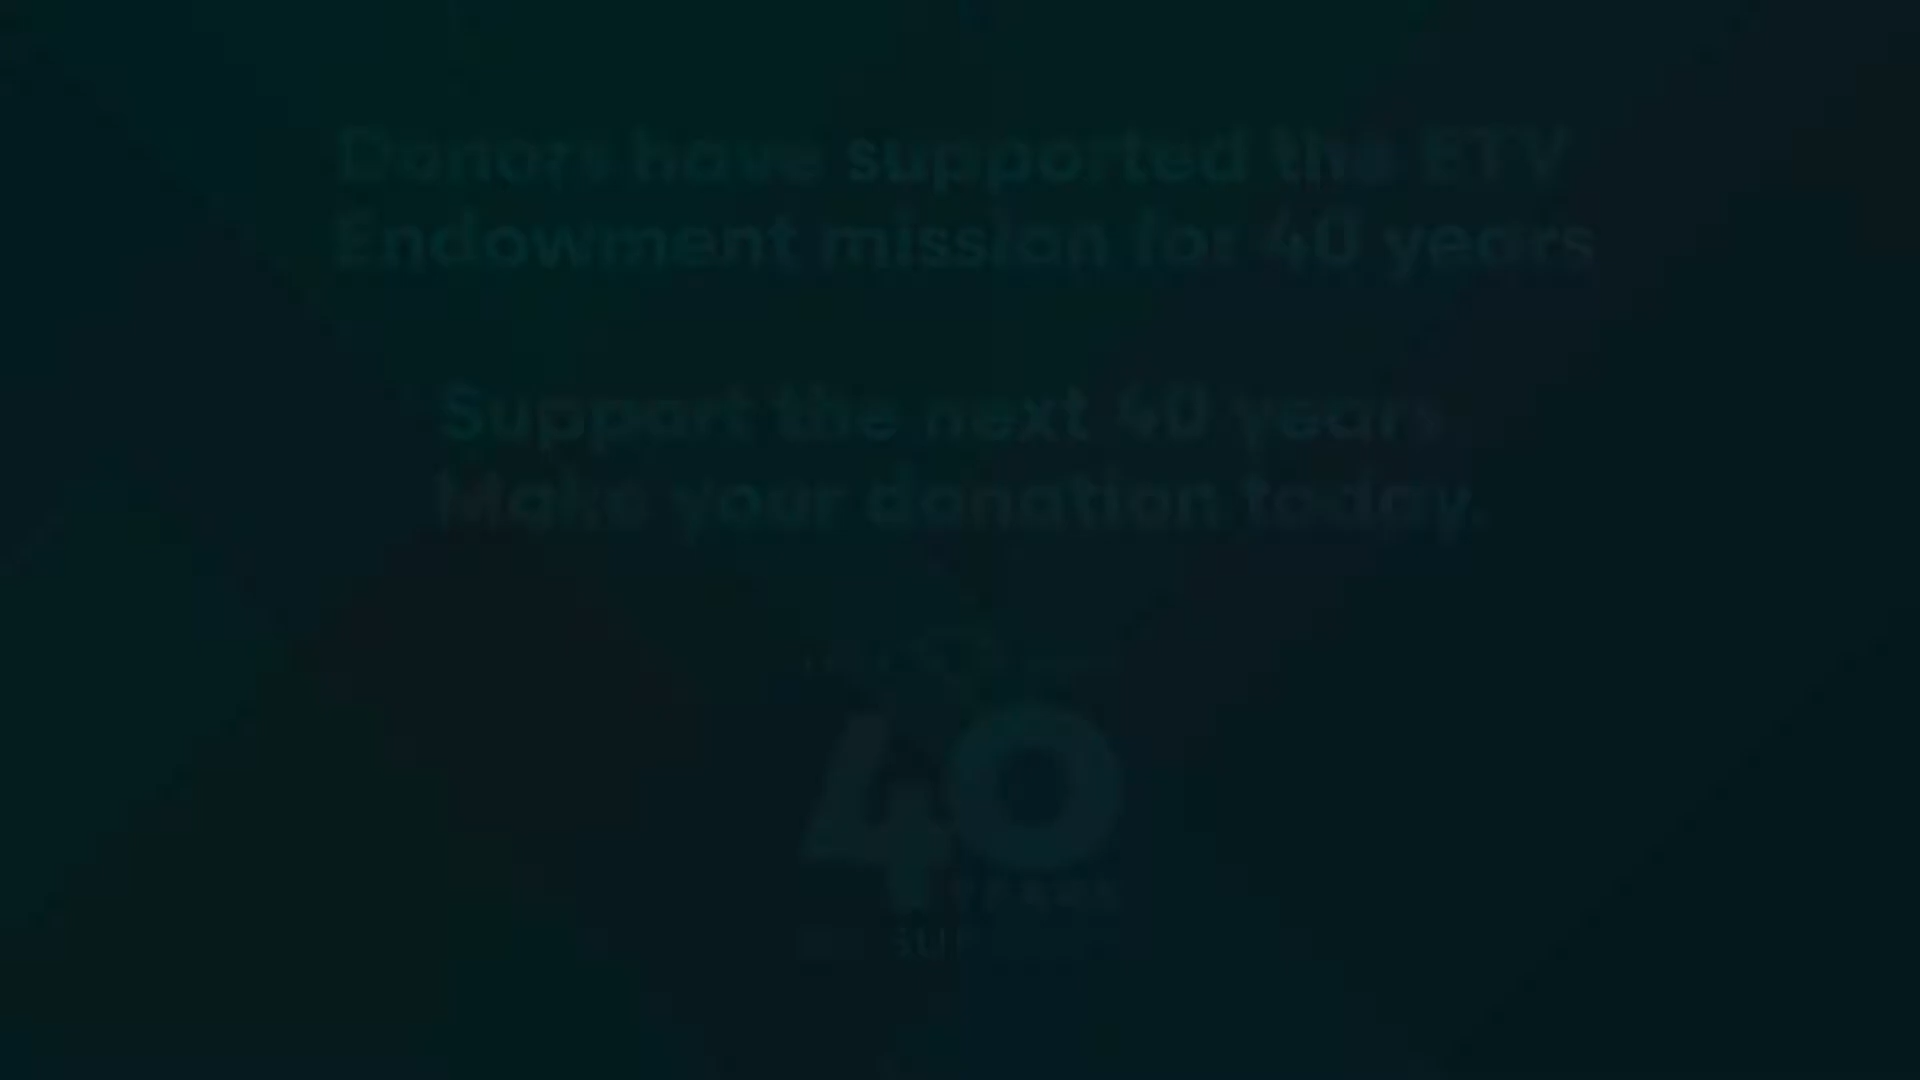 Donors have supported the ETV
Endowment mission for 40 years
Support the next 40 years
Make your donation today.
40
YEARS